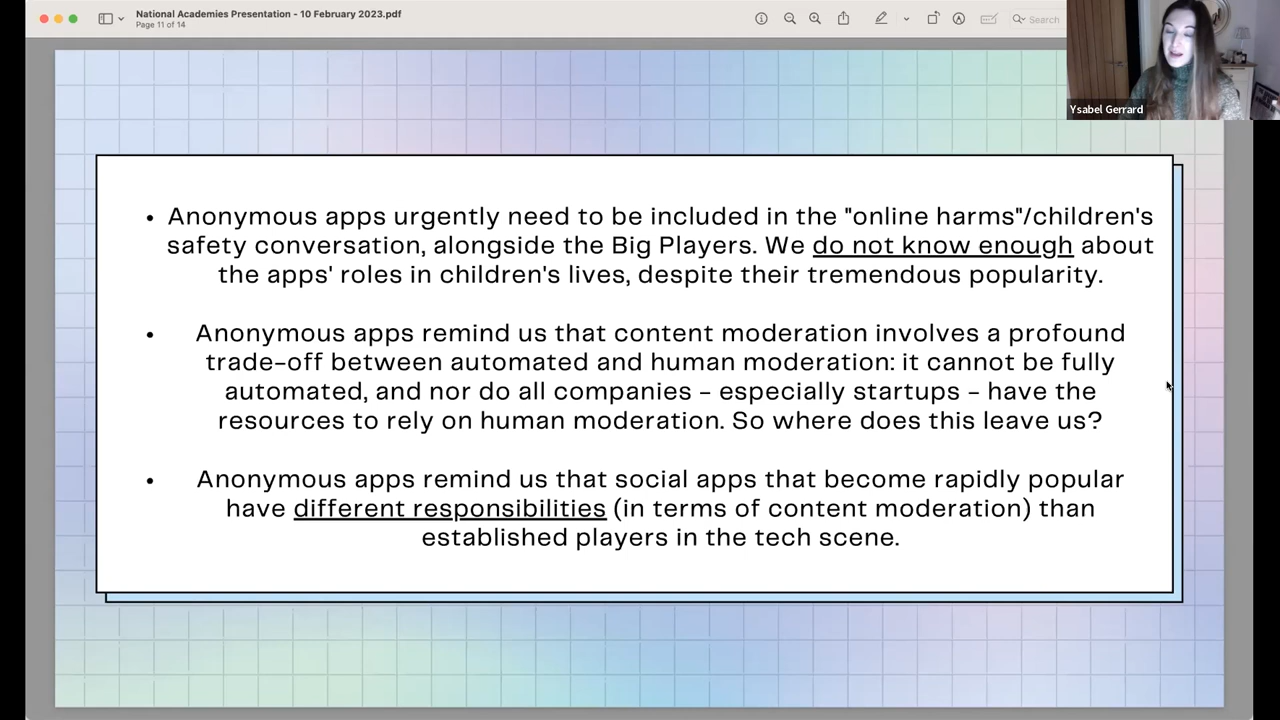 National Academies Presentation - 10 February 2023.pdf
Page 11 of 14
Search
Ysabel Gerrard
• Anonymous apps urgently need to be included in the "online harms"/children's
safety conversation, alongside the Big Players. We do not know enough about
the apps' roles in children's lives, despite their tremendous popularity.
• Anonymous apps remind us that content moderation involves a profound
trade-off between automated and human moderation: it cannot be fully
automated, and nor do all companies - especially startups - have the
resources to rely on human moderation. So where does this leave us?
• Anonymous apps remind us that social apps that become rapidly popular
have different responsibilities (in terms of content moderation) than
established players in the tech scene.